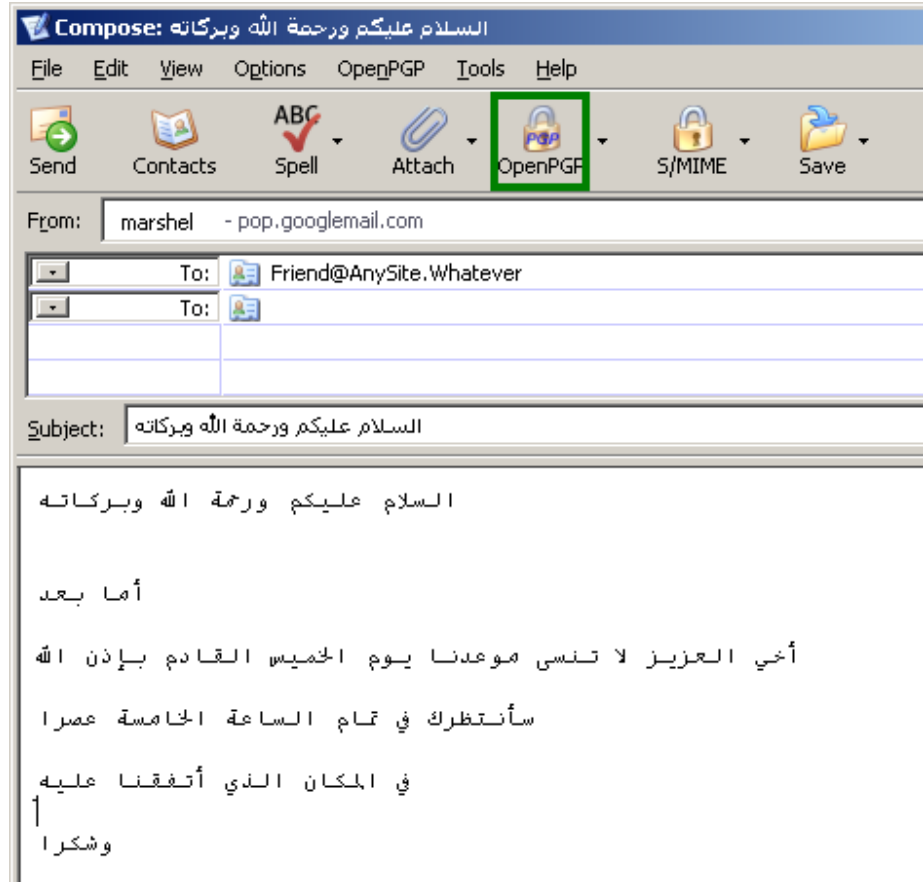 Compose: السلام عليكم ورحمة الله وبركاته
File Edit View Options OpenPGP Tools Help
ABC
PGP
Send Contacts Spell Attach OpenPGP S/MIME Save
From: marshel - pop.googlemail.com
To: Friend@AnySite.Whatever
To:
Subject: السلام عليكم ورحمة الله وبركاته
السلام عليكم ورحمة الله وبركاته
أما بعد
أخي العزيز لا تنسى موعدنا يوم الخميس القادم بإذن الله
سأنتظرك في تمام الساعة الخامسة عصرا
في المكان الذي أتفقنا عليه
وشكرا